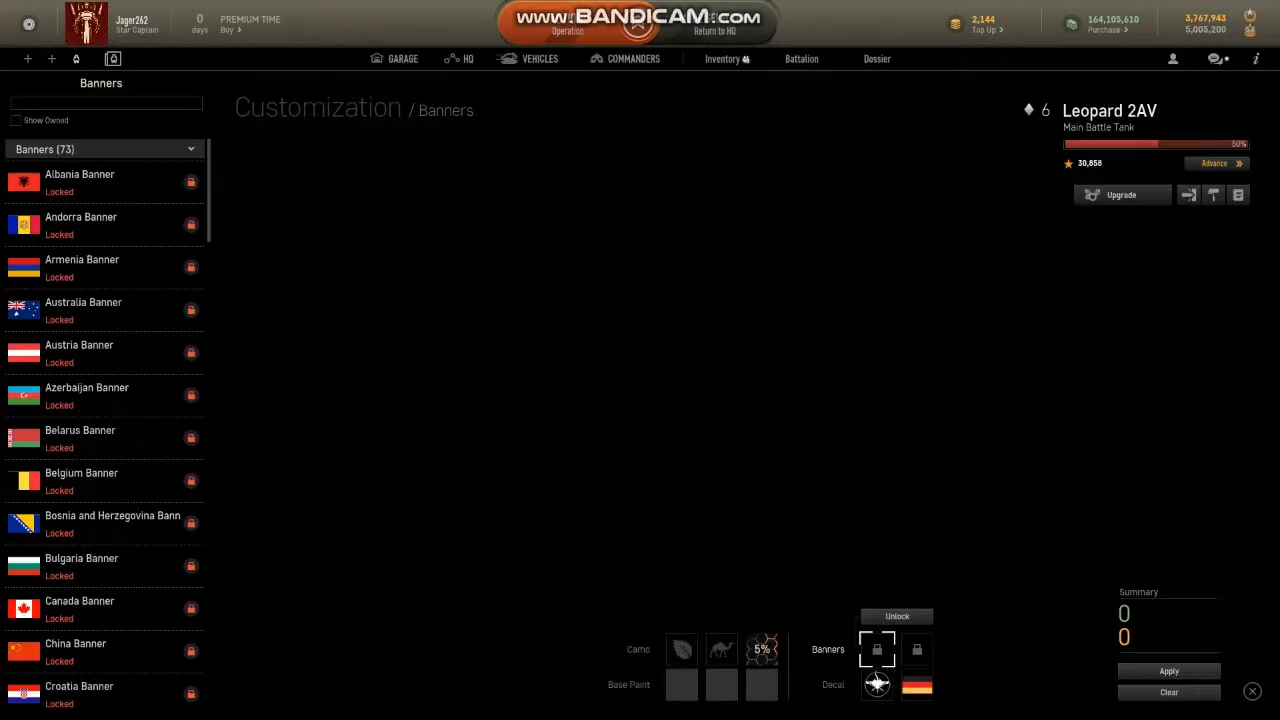 Jager262
Star Captain
0
days
PREMIUM TIME
Buy >
www.BANDICAM.com
Operation
Return to HQ
2,144
Top Up >
164,105,610
Purchase >
3,767,943
5,005,200
GARAGE
HQ
VEHICLES
COMMANDERS
Inventory
Battalion
Dossier
Banners
Show Owned
Customization / Banners
6
Leopard 2AV
Main Battle Tank
50%
30,858
Advance
Upgrade
Banners (73)
Albania Banner
Locked
Andorra Banner
Locked
Armenia Banner
Locked
Australia Banner
Locked
Austria Banner
Locked
Azerbaijan Banner
Locked
Belarus Banner
Locked
Belgium Banner
Locked
Bosnia and Herzegovina Bann
Locked
Bulgaria Banner
Locked
Canada Banner
Locked
China Banner
Locked
Croatia Banner
Locked
Unlock
Camo
5%
Banners
Base Paint
Decal
Summary
0
0
Apply
Clear